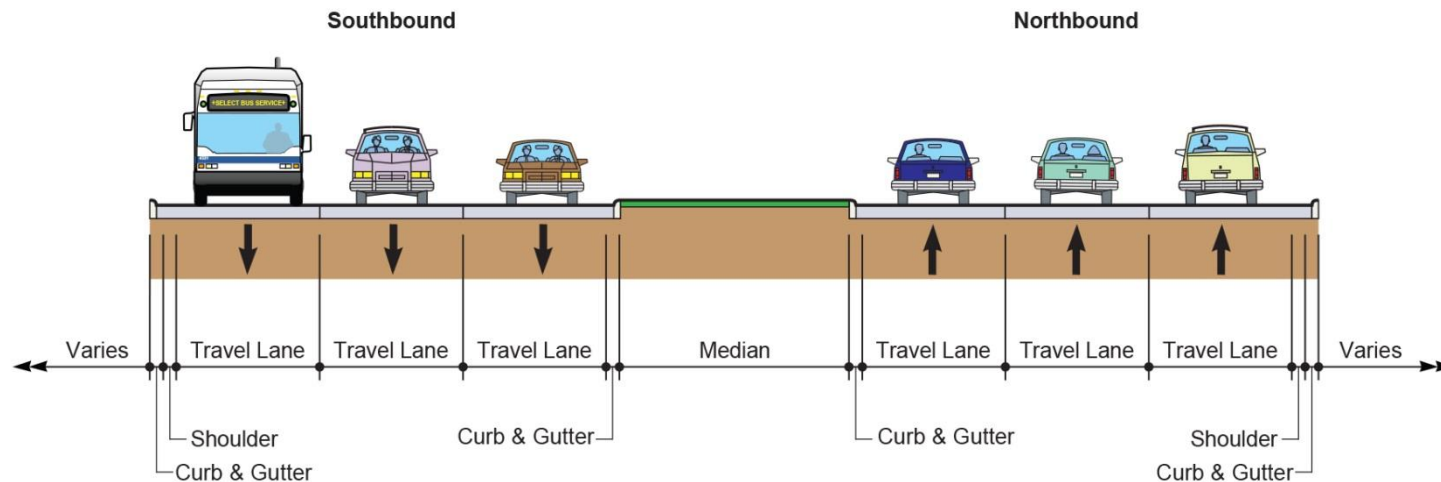 Southbound
Northbound
+SELECT BUS SERVICE+
Varies
Travel Lane
Travel Lane
Travel Lane
Median
Travel Lane
Travel Lane
Travel Lane
Varies
Shoulder
Curb & Gutter
Curb & Gutter
Curb & Gutter
Shoulder
Curb & Gutter